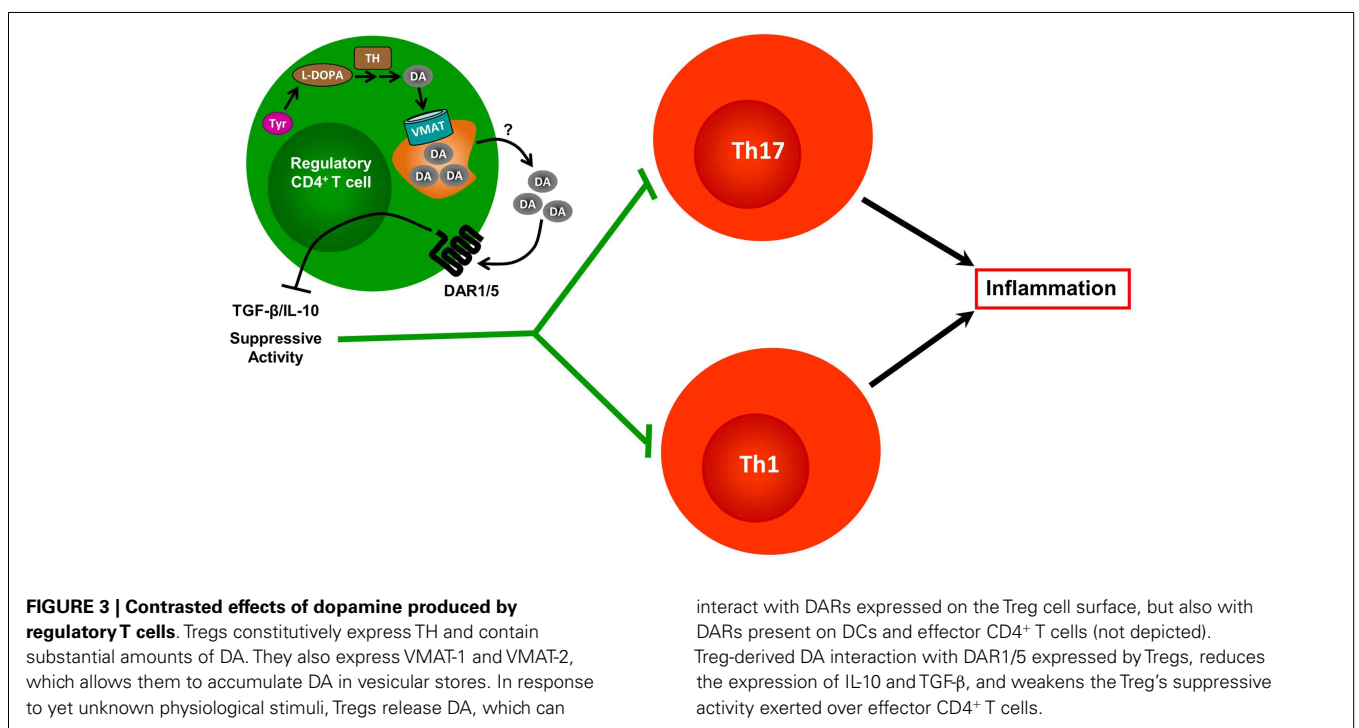 TH
L-DOPA
DA
Tyr
VMAT
?
DA
DA
DA
Regulatory
CD4⁺ T cell
DA
DA
DA
DAR1/5
TGF-β/IL-10
Suppressive
Activity
Th17
Th1
Inflammation
FIGURE 3 | Contrasted effects of dopamine produced by
regulatory T cells. Tregs constitutively express TH and contain
substantial amounts of DA. They also express VMAT-1 and VMAT-2,
which allows them to accumulate DA in vesicular stores. In response
to yet unknown physiological stimuli, Tregs release DA, which can
interact with DARs expressed on the Treg cell surface, but also with
DARs present on DCs and effector CD4⁺ T cells (not depicted).
Treg-derived DA interaction with DAR1/5 expressed by Tregs, reduces
the expression of IL-10 and TGF-β, and weakens the Treg's suppressive
activity exerted over effector CD4⁺ T cells.